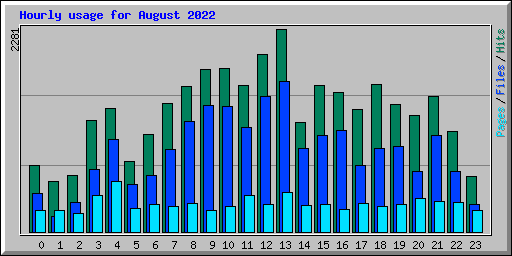 Hourly usage for August 2022
2281
Pages/Files/Hits
0 1 2 3 4 5 6 7 8 9 10 11 12 13 14 15 16 17 18 19 20 21 22 23